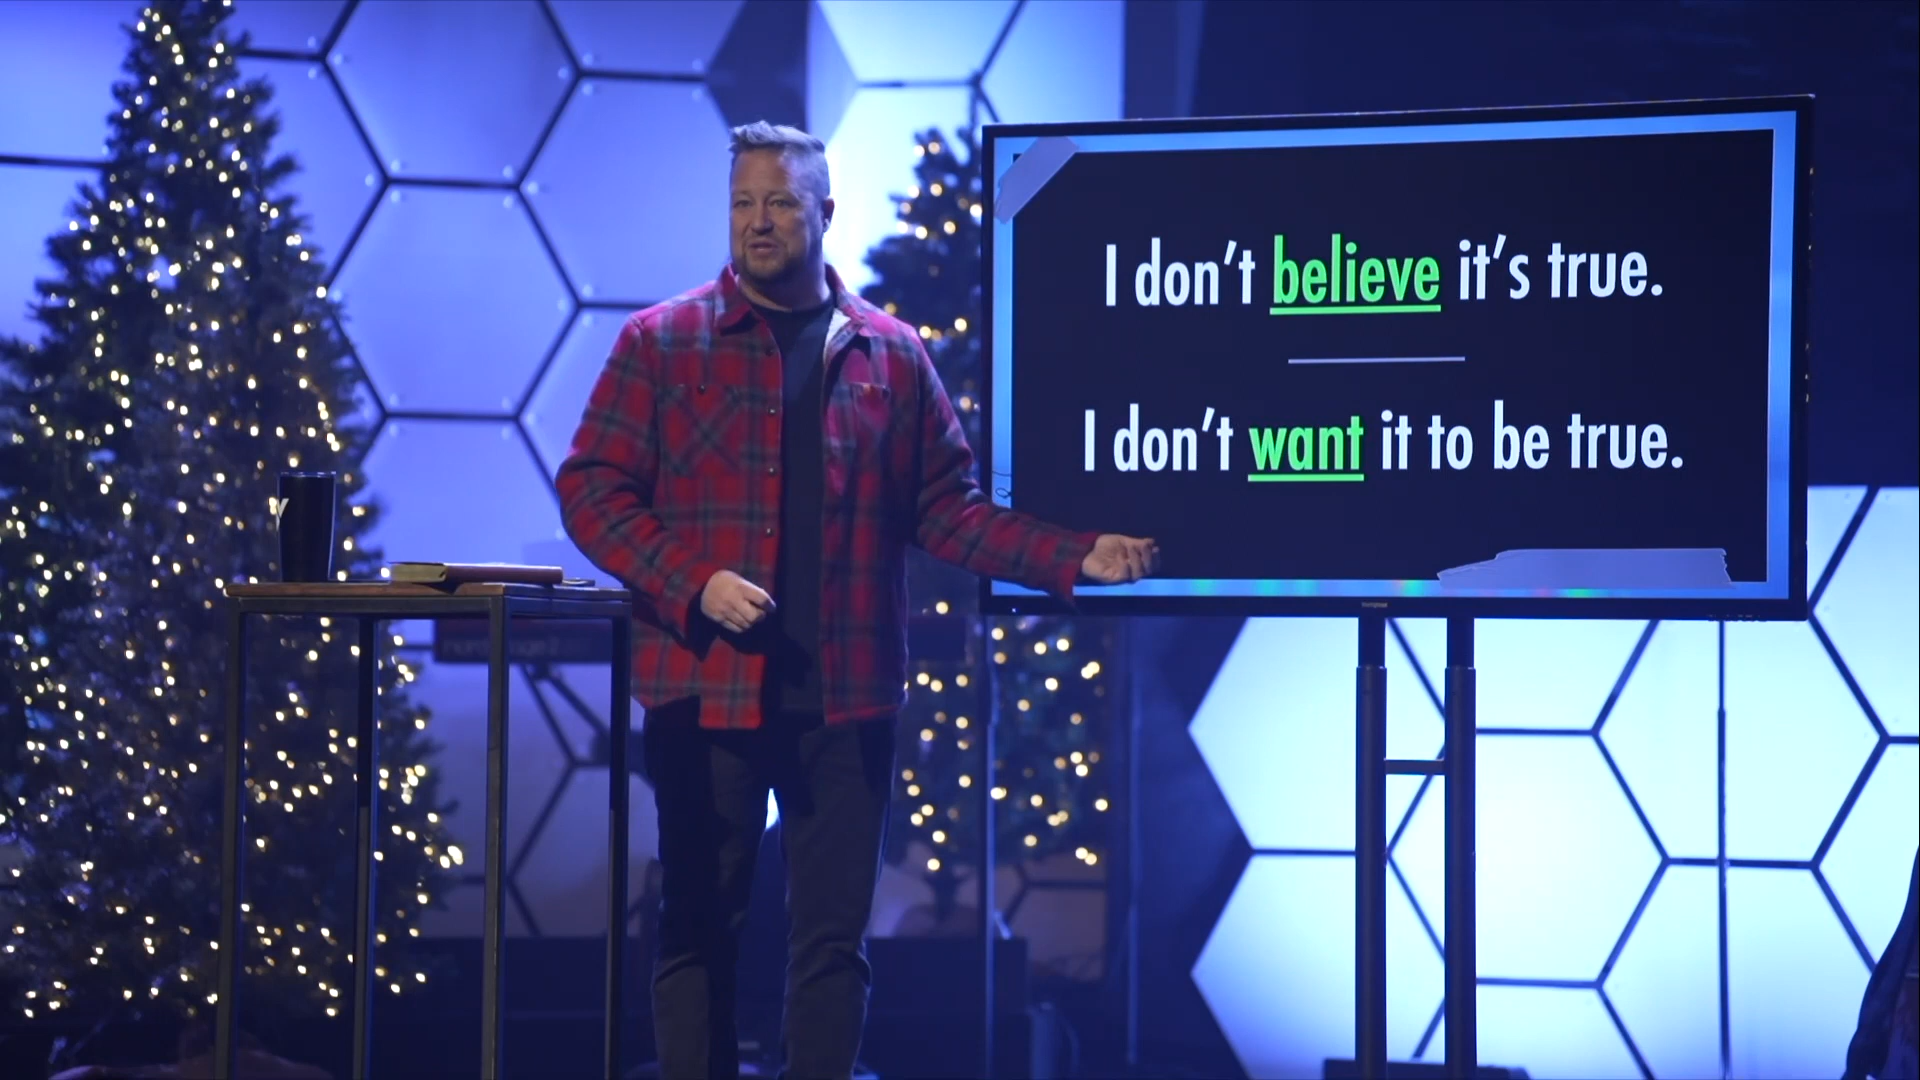 I don't believe it's true.
I don't want it to be true.